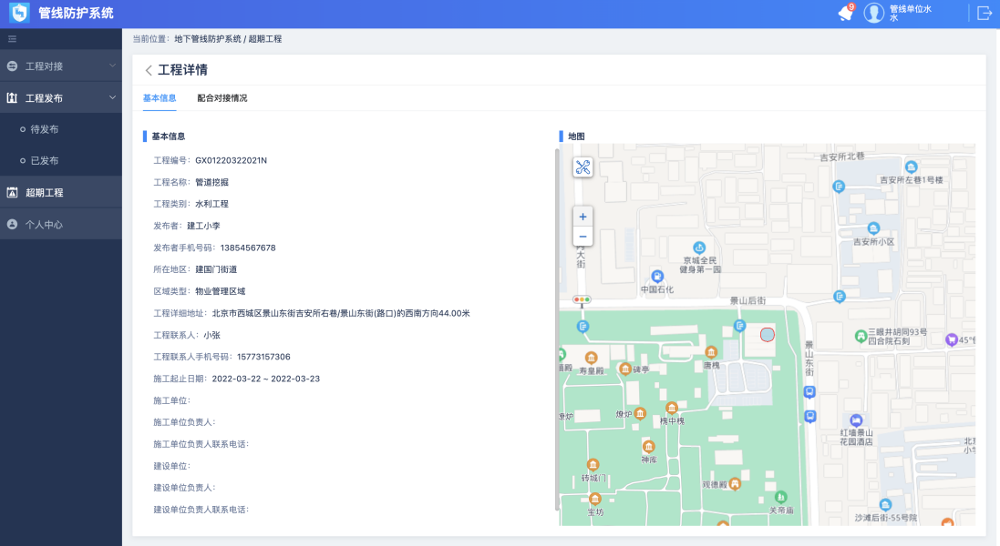 管线防护系统
9
管线单位水
水
当前位置：地下管线防护系统 / 超期工程
工程对接
工程发布
待发布
已发布
超期工程
个人中心
工程详情
基本信息
配合对接情况
基本信息
工程编号：GX01220322021N
工程名称：管道挖掘
工程类别：水利工程
发布者：建工小李
发布者手机号码：13854567678
所在地区：建国门街道
区域类型：物业管理区域
工程详细地址：北京市西城区景山东街吉安所右巷/景山东街(路口)的西南方向44.00米
工程联系人：小张
工程联系人手机号码：15773157306
施工起止日期：2022-03-22 ~ 2022-03-23
施工单位：
施工单位负责人：
施工单位负责人联系电话：
建设单位：
建设单位负责人：
建设单位负责人联系电话：
地图
+
−
吉安所北巷
吉安所左巷1号楼
吉安所小区
大街
京城全民
健身第一园
中国石化
景山后街
三眼井胡同93号
四合院石刻
45°
景山东街
寿皇殿
碑亭
唐槐
殿
燎炉
燎炉
槐中槐
红墙景山
花园酒店
神库
砖城门
观德殿
关帝庙
宝坊
沙滩后街-55号院